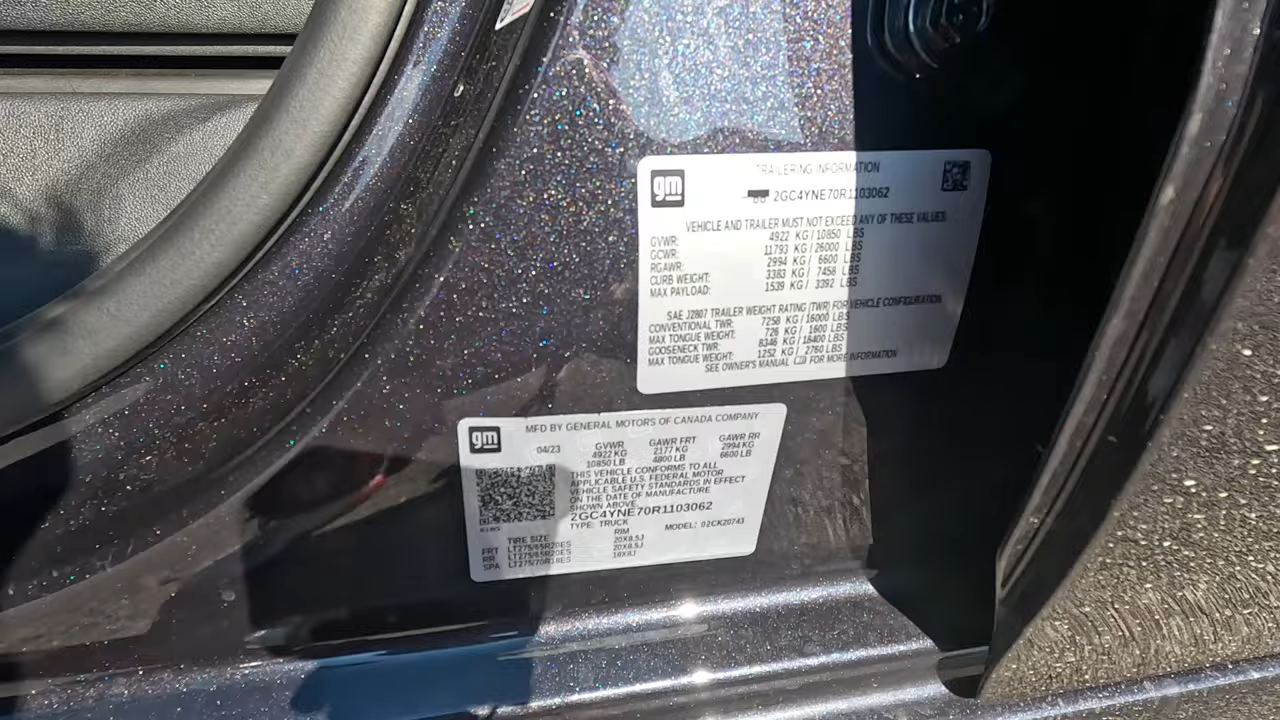 gm
TRAILERING INFORMATION
2GC4YNE70R1103062
VEHICLE AND TRAILER MUST NOT EXCEED ANY OF THESE VALUES.
GVWR: 4922 KG / 10850 LBS
GCWR: 11793 KG / 26000 LBS
RGAWR: 2994 KG / 6600 LBS
CURB WEIGHT: 3383 KG / 7458 LBS
MAX PAYLOAD: 1539 KG / 3392 LBS
SAE J2807 TRAILER WEIGHT RATING (TWR) FOR VEHICLE CONFIGURATION.
CONVENTIONAL TWR: 7258 KG / 16000 LBS
MAX TONGUE WEIGHT: 726 KG / 1600 LBS
GOOSENECK TWR: 8346 KG / 18400 LBS
MAX TONGUE WEIGHT: 1252 KG / 2760 LBS
SEE OWNER'S MANUAL FOR MORE INFORMATION
gm
MFD BY GENERAL MOTORS OF CANADA COMPANY
04/23 GVWR GAWR FRT GAWR RR
4922 KG 2177 KG 2994 KG
10850 LB 4800 LB 6600 LB
THIS VEHICLE CONFORMS TO ALL
APPLICABLE U.S. FEDERAL MOTOR
VEHICLE SAFETY STANDARDS IN EFFECT
ON THE DATE OF MANUFACTURE
SHOWN ABOVE.
2GC4YNE70R1103062
TYPE: TRUCK MODEL: 02CK20743
TIRE SIZE RIM
FRT LT275/65R20ES 20X8.5J
RR LT275/65R20ES 20X8.5J
SPA LT275/70R18ES 18X8J